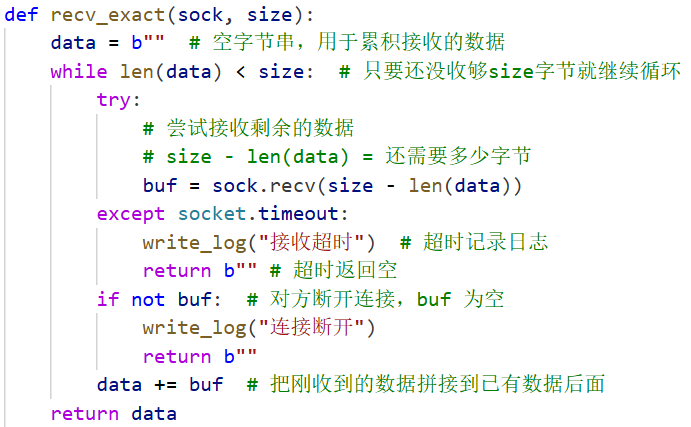 def recv_exact(sock, size):
    data = b""  # 空字节串，用于累积接收的数据
    while len(data) < size:  # 只要还没收够size字节就继续循环
        try:
            # 尝试接收剩余的数据
            # size - len(data) = 还需要多少字节
            buf = sock.recv(size - len(data))
        except socket.timeout:
            write_log("接收超时")  # 超时记录日志
            return b"" # 超时返回空
        if not buf:  # 对方断开连接，buf 为空
            write_log("连接断开")
            return b""
        data += buf  # 把刚收到的数据拼接到已有数据后面
    return data